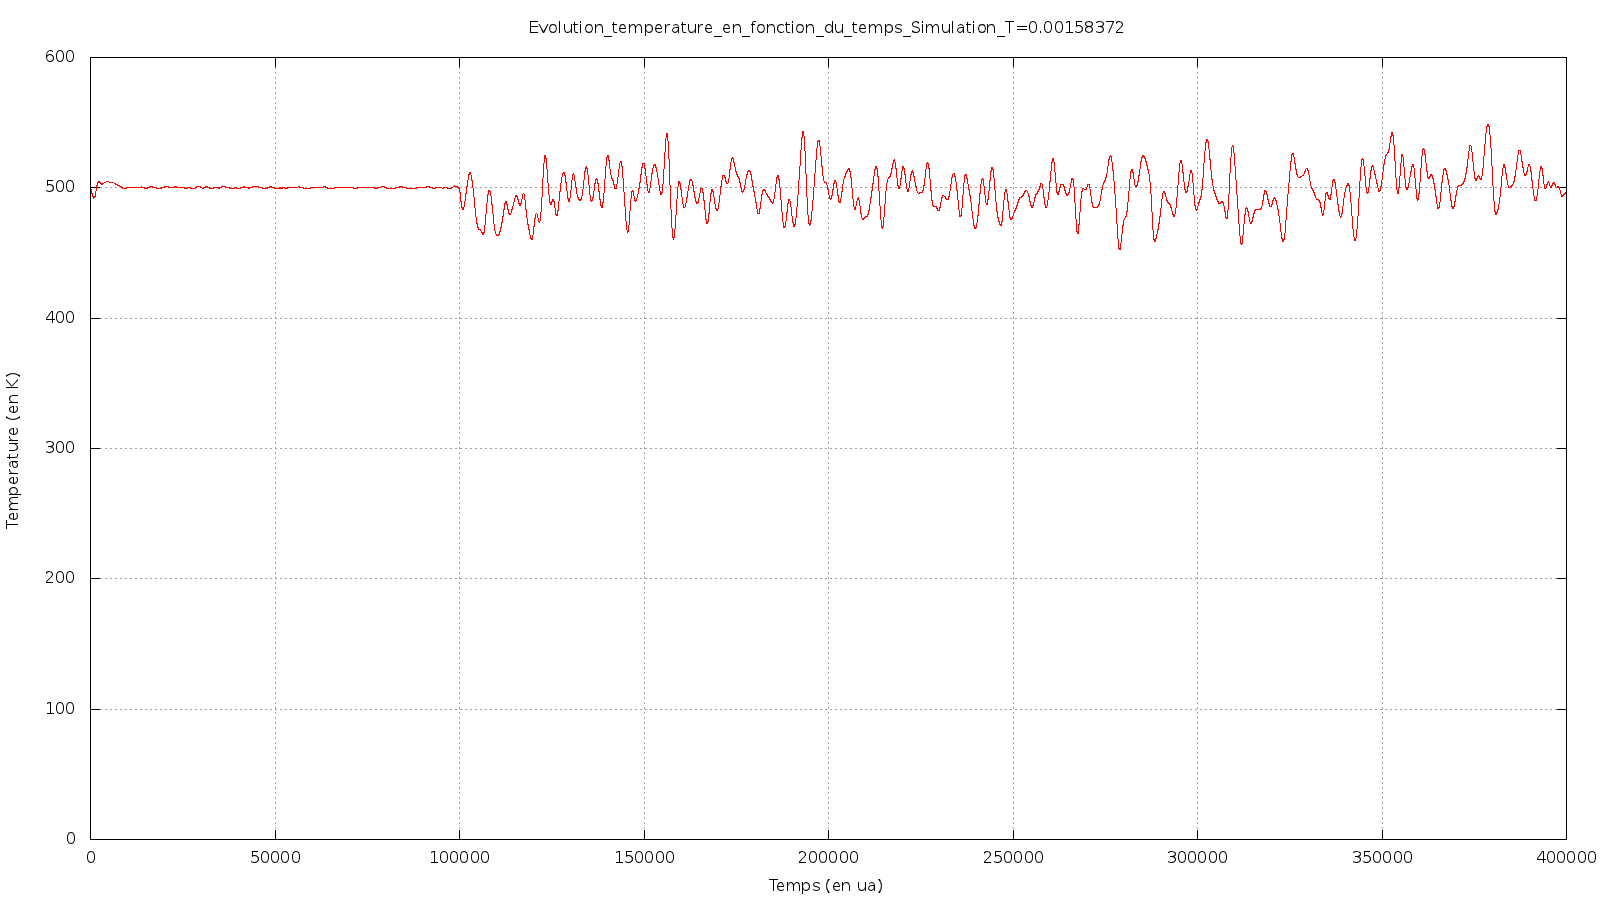 Evolution_temperature_en_fonction_du_temps_Simulation_T=0.00158372
600
500
400
300
200
100
0
Temperature (en K)
0 50000 100000 150000 200000 250000 300000 350000 400000
Temps (en ua)